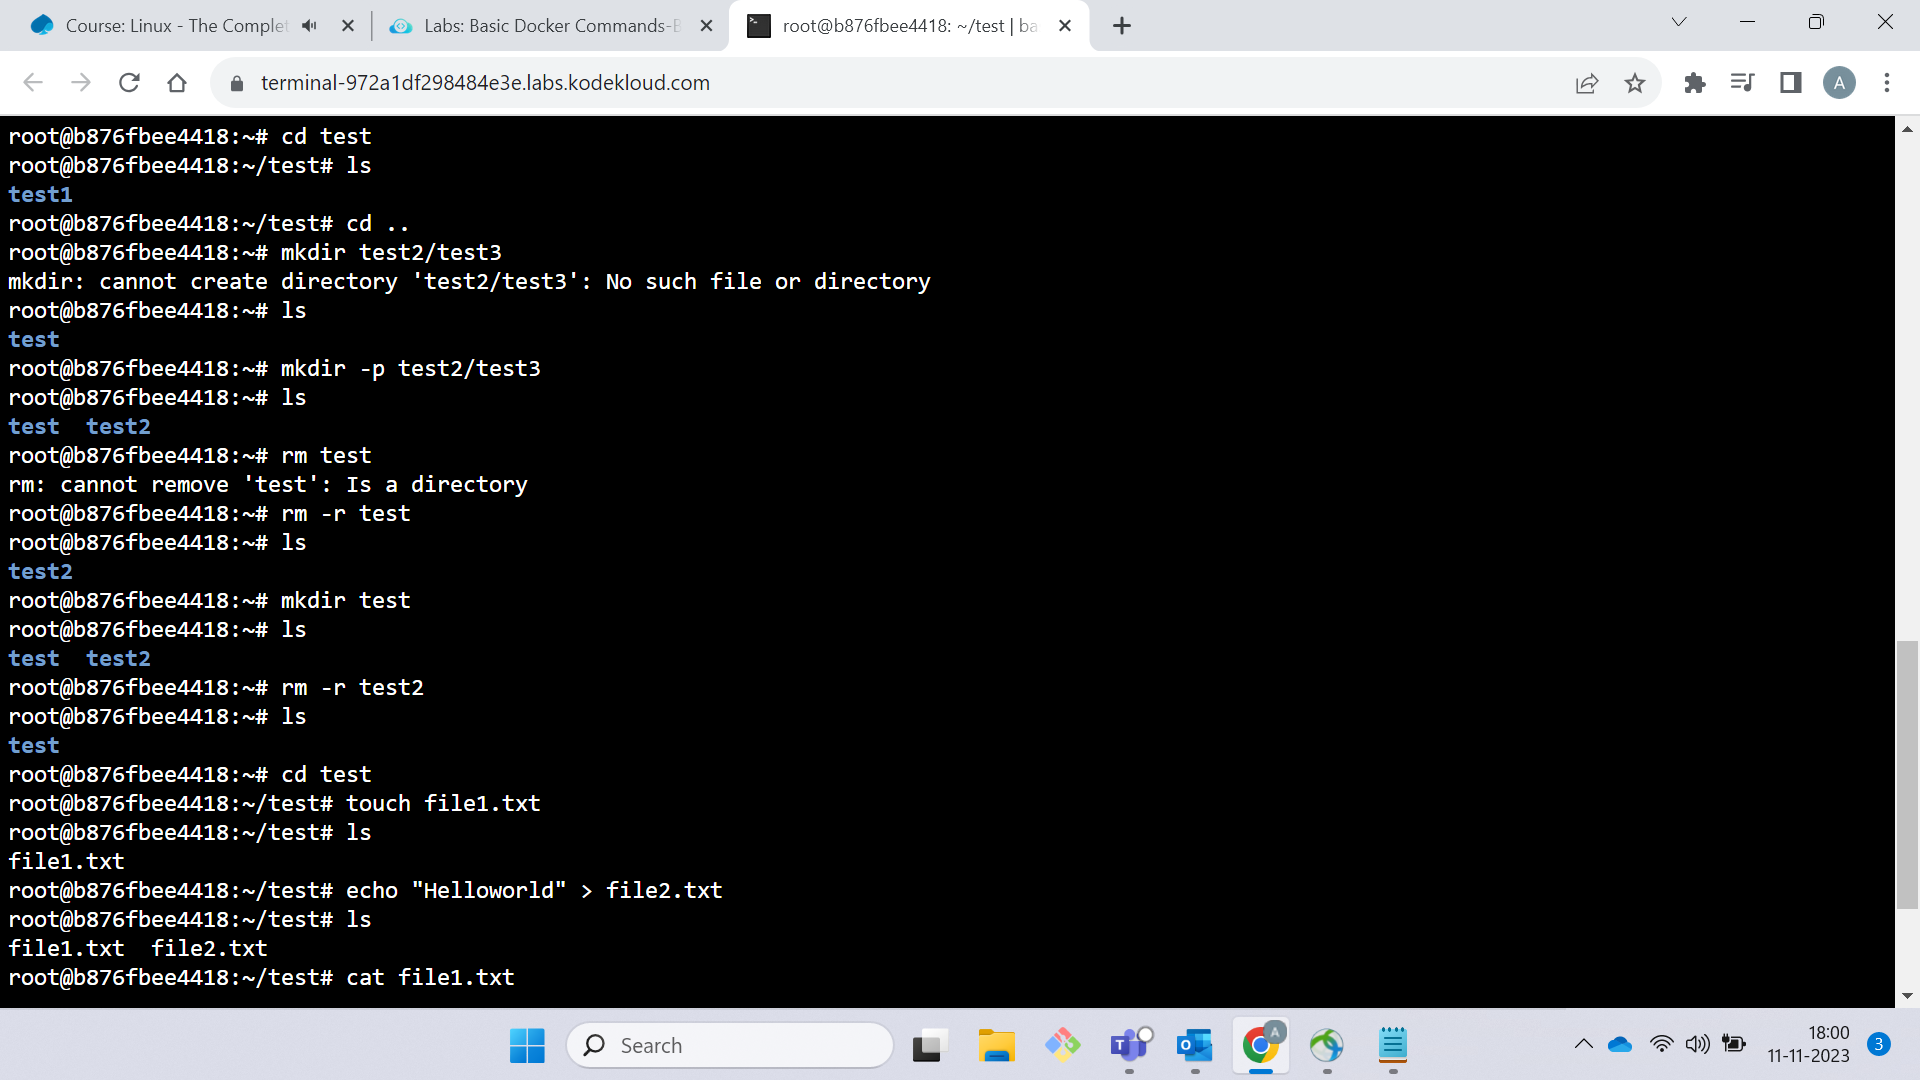 Course: Linux - The Complet
Labs: Basic Docker Commands-B
root@b876fbee4418: ~/test | ba
terminal-972a1df298484e3e.labs.kodekloud.com
A
root@b876fbee4418:~# cd test
root@b876fbee4418:~/test# ls
test1
root@b876fbee4418:~/test# cd ..
root@b876fbee4418:~# mkdir test2/test3
mkdir: cannot create directory 'test2/test3': No such file or directory
root@b876fbee4418:~# ls
test
root@b876fbee4418:~# mkdir -p test2/test3
root@b876fbee4418:~# ls
test  test2
root@b876fbee4418:~# rm test
rm: cannot remove 'test': Is a directory
root@b876fbee4418:~# rm -r test
root@b876fbee4418:~# ls
test2
root@b876fbee4418:~# mkdir test
root@b876fbee4418:~# ls
test  test2
root@b876fbee4418:~# rm -r test2
root@b876fbee4418:~# ls
test
root@b876fbee4418:~# cd test
root@b876fbee4418:~/test# touch file1.txt
root@b876fbee4418:~/test# ls
file1.txt
root@b876fbee4418:~/test# echo "Helloworld" > file2.txt
root@b876fbee4418:~/test# ls
file1.txt  file2.txt
root@b876fbee4418:~/test# cat file1.txt
Search
T
O
A
18:00
11-11-2023
3